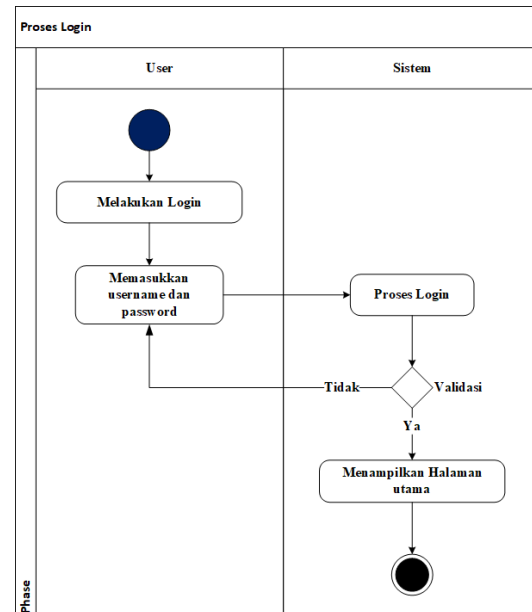 Proses Login
User
Sistem
Melakukan Login
Memasukkan
username dan
password
Proses Login
Tidak
Validasi
Ya
Menampilkan Halaman
utama
Phase